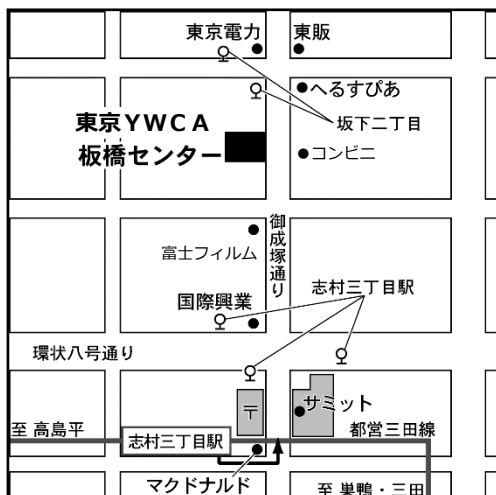 東京電力
東販
へるすぴあ
東京YWCA
板橋センター
坂下二丁目
コンビニ
御成塚通り
富士フィルム
志村三丁目駅
国際興業
環状八号通り
〒
サミット
至 高島平
志村三丁目駅
都営三田線
マクドナルド
至 巣鴨・三田